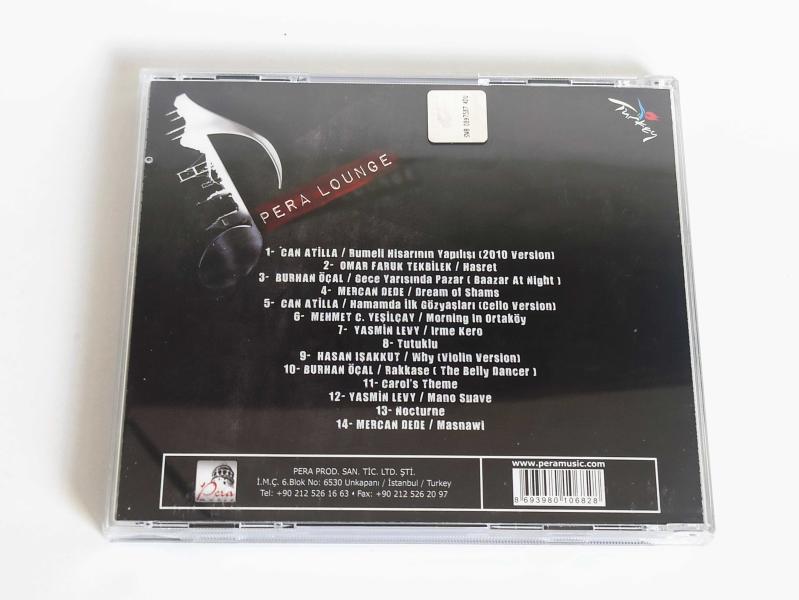 Turkey
SMB 0897587 ADU
PERA LOUNGE
1- CAN ATİLLA / Rumeli Hisarının Yapılışı (2010 Version)
2- OMAR FARUK TEKBİLEK / Hasret
3- BURHAN ÖÇAL / Gece Yarısında Pazar ( Baazar At Night )
4- MERCAN DEDE / Dream of Shams
5- CAN ATİLLA / Hamamda İlk Gözyaşları (Cello Version)
6- MEHMET C. YEŞİLÇAY / Morning in Ortaköy
7- YASMİN LEVY / Irme Kero
8- Tutuklu
9- HASAN IŞAKKUT / Why (Violin Version)
10- BURHAN ÖÇAL / Rakkase ( The Belly Dancer )
11- Carol's Theme
12- YASMİN LEVY / Mano Suave
13- Nocturne
14- MERCAN DEDE / Masnawi
Pera
PERA PROD. SAN. TİC. LTD. ŞTİ.
İ.M.Ç. 6.Blok No: 6530 Unkapanı / İstanbul / Turkey
Tel: +90 212 526 16 63 • Fax: +90 212 526 20 97
www.peramusic.com
8 693980 106828